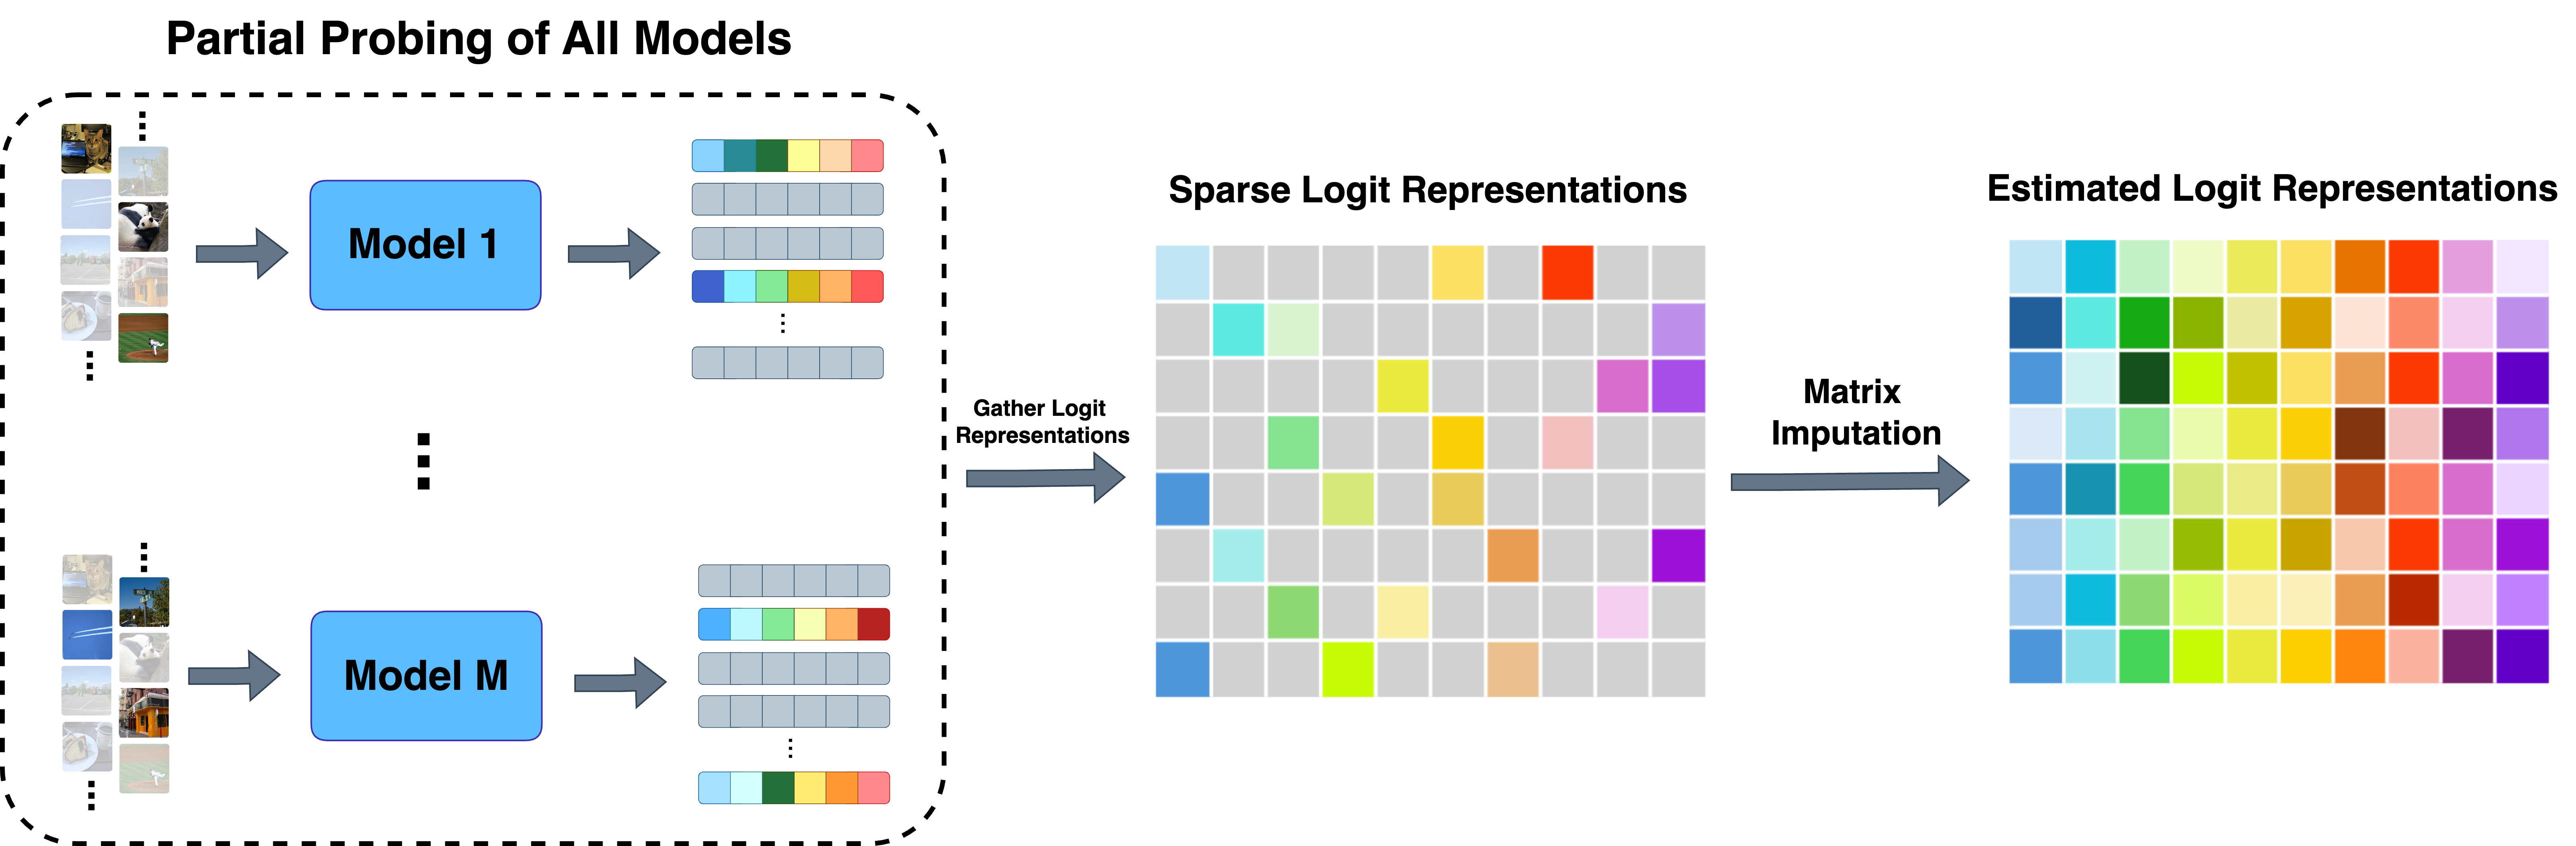 Partial Probing of All Models
Model 1
Model M
Gather Logit
Representations
Sparse Logit Representations
Matrix
Imputation
Estimated Logit Representations